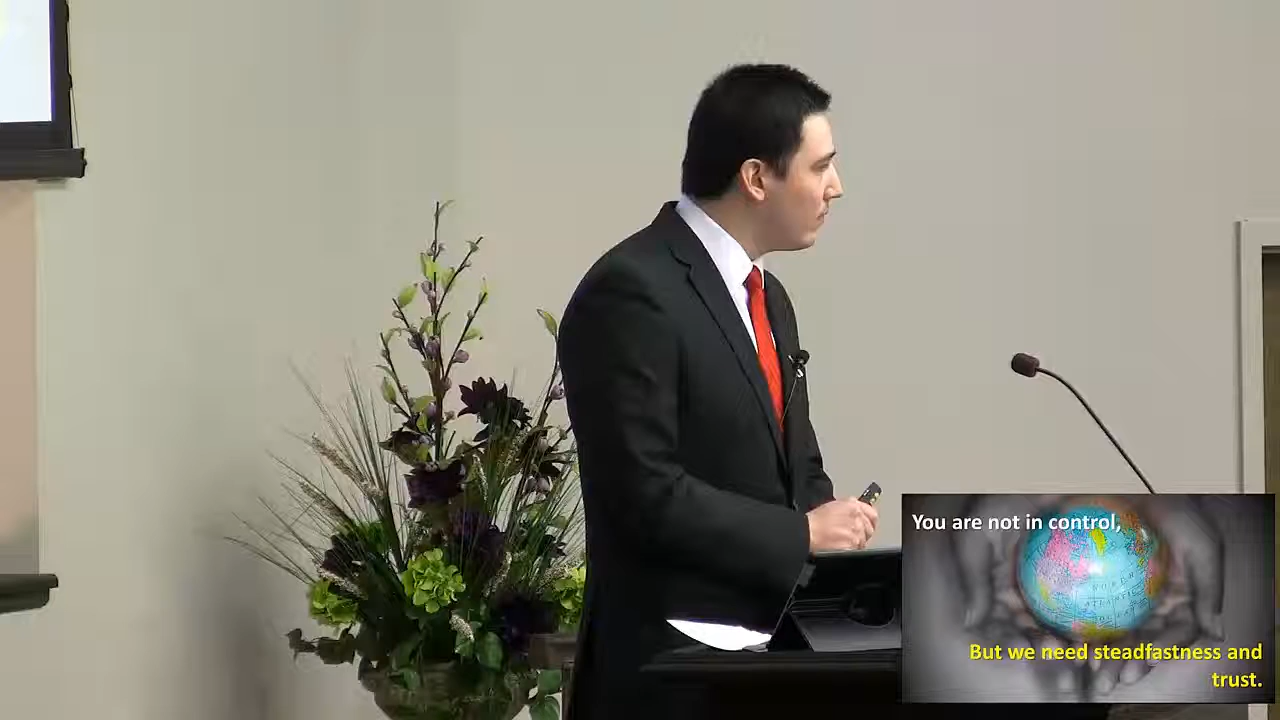 You are not in control,
But we need steadfastness and
trust.